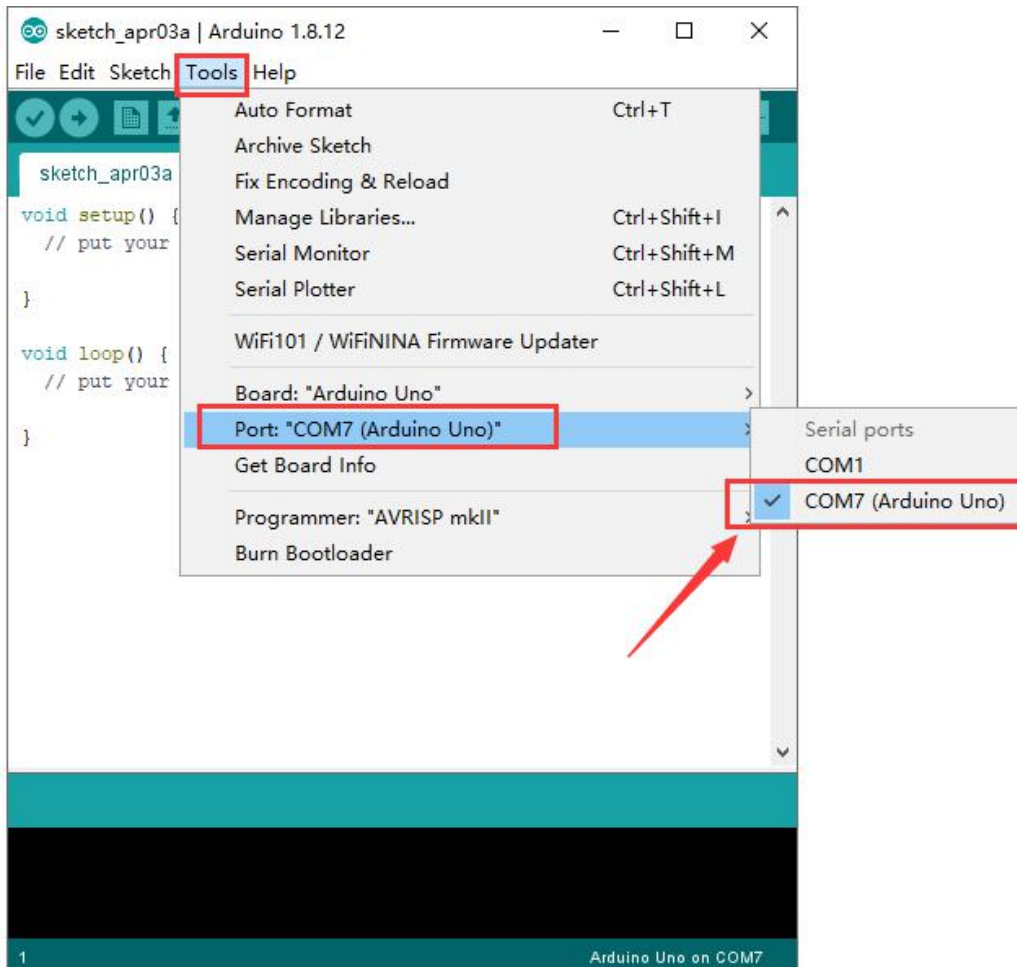 sketch_apr03a | Arduino 1.8.12
File Edit Sketch Tools Help
sketch_apr03a
void setup() {
// put your
}
void loop() {
// put your
}
Auto Format Ctrl+T
Archive Sketch
Fix Encoding & Reload
Manage Libraries... Ctrl+Shift+I
Serial Monitor Ctrl+Shift+M
Serial Plotter Ctrl+Shift+L
WiFi101 / WiFiNINA Firmware Updater
Board: "Arduino Uno"
Port: "COM7 (Arduino Uno)"
Get Board Info
Programmer: "AVRISP mkII"
Burn Bootloader
Serial ports
COM1
COM7 (Arduino Uno)
1 Arduino Uno on COM7